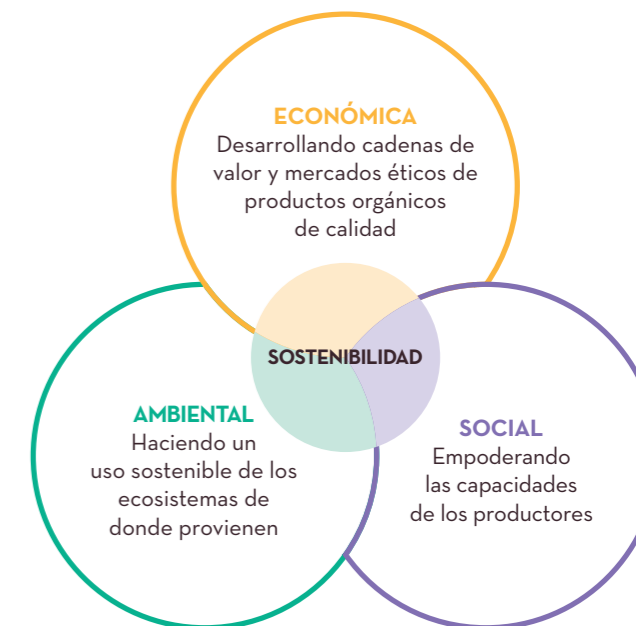 ECONÓMICA
Desarrollando cadenas de
valor y mercados éticos de
productos orgánicos
de calidad
SOSTENIBILIDAD
AMBIENTAL
Haciendo un
uso sostenible de los
ecosistemas de
donde provienen
SOCIAL
Empoderando
las capacidades
de los productores